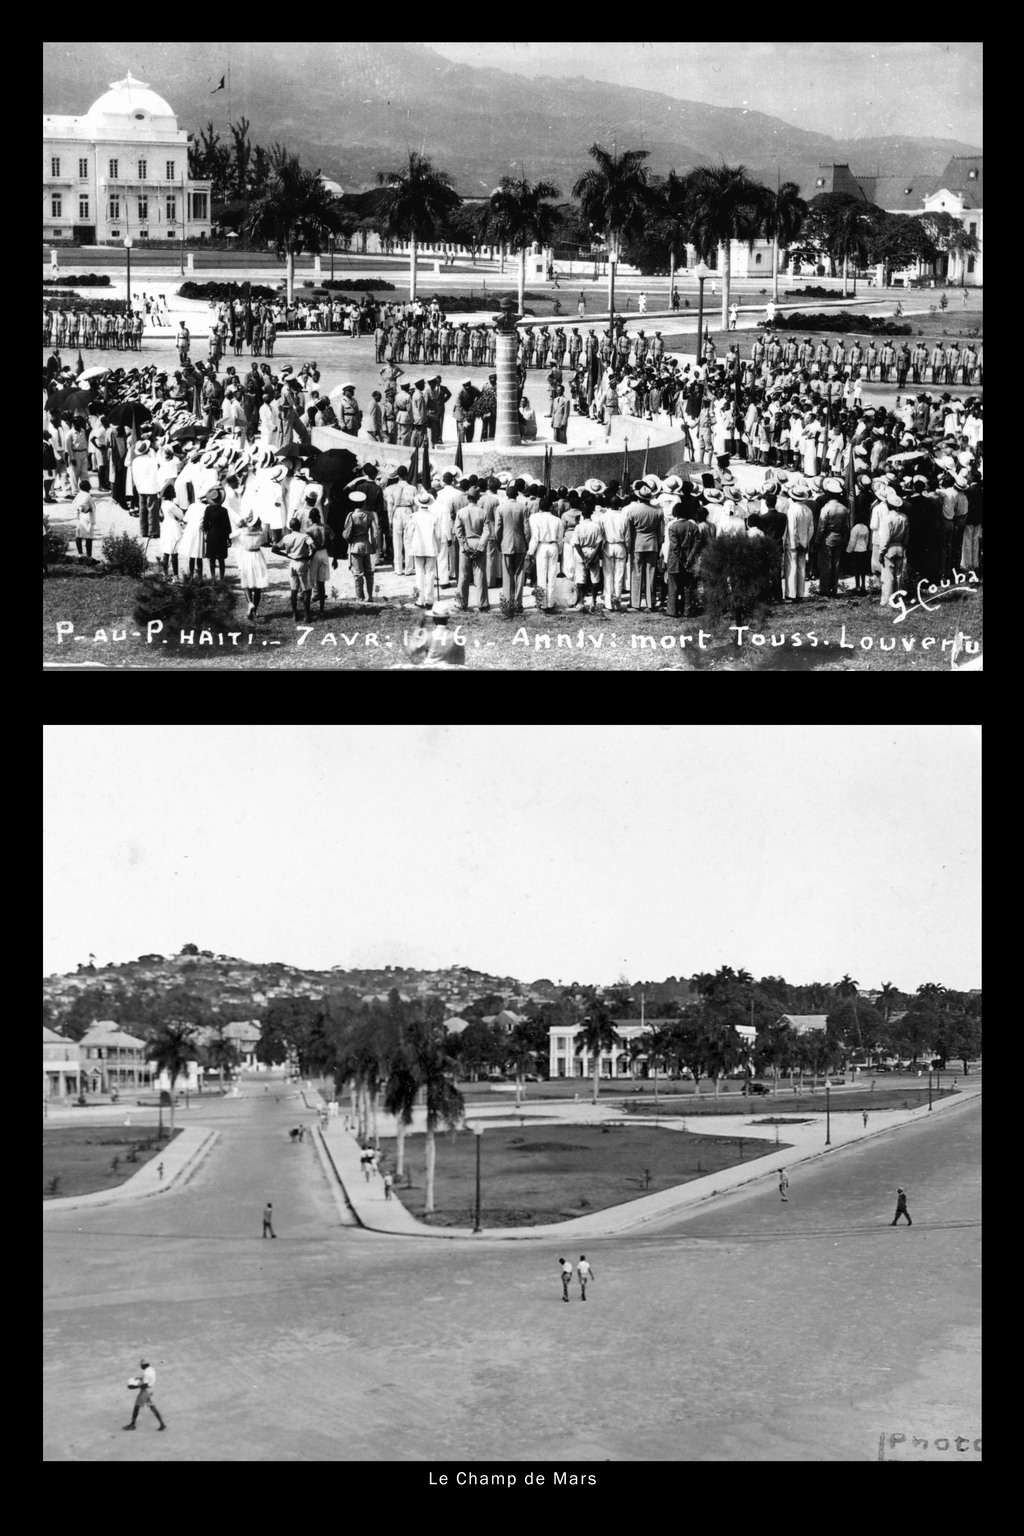 G. Couba
P-AU-P. HAITI._ 7 AVR: 1946._ Anniv: mort Touss. Louvertu
Photo
Le Champ de Mars